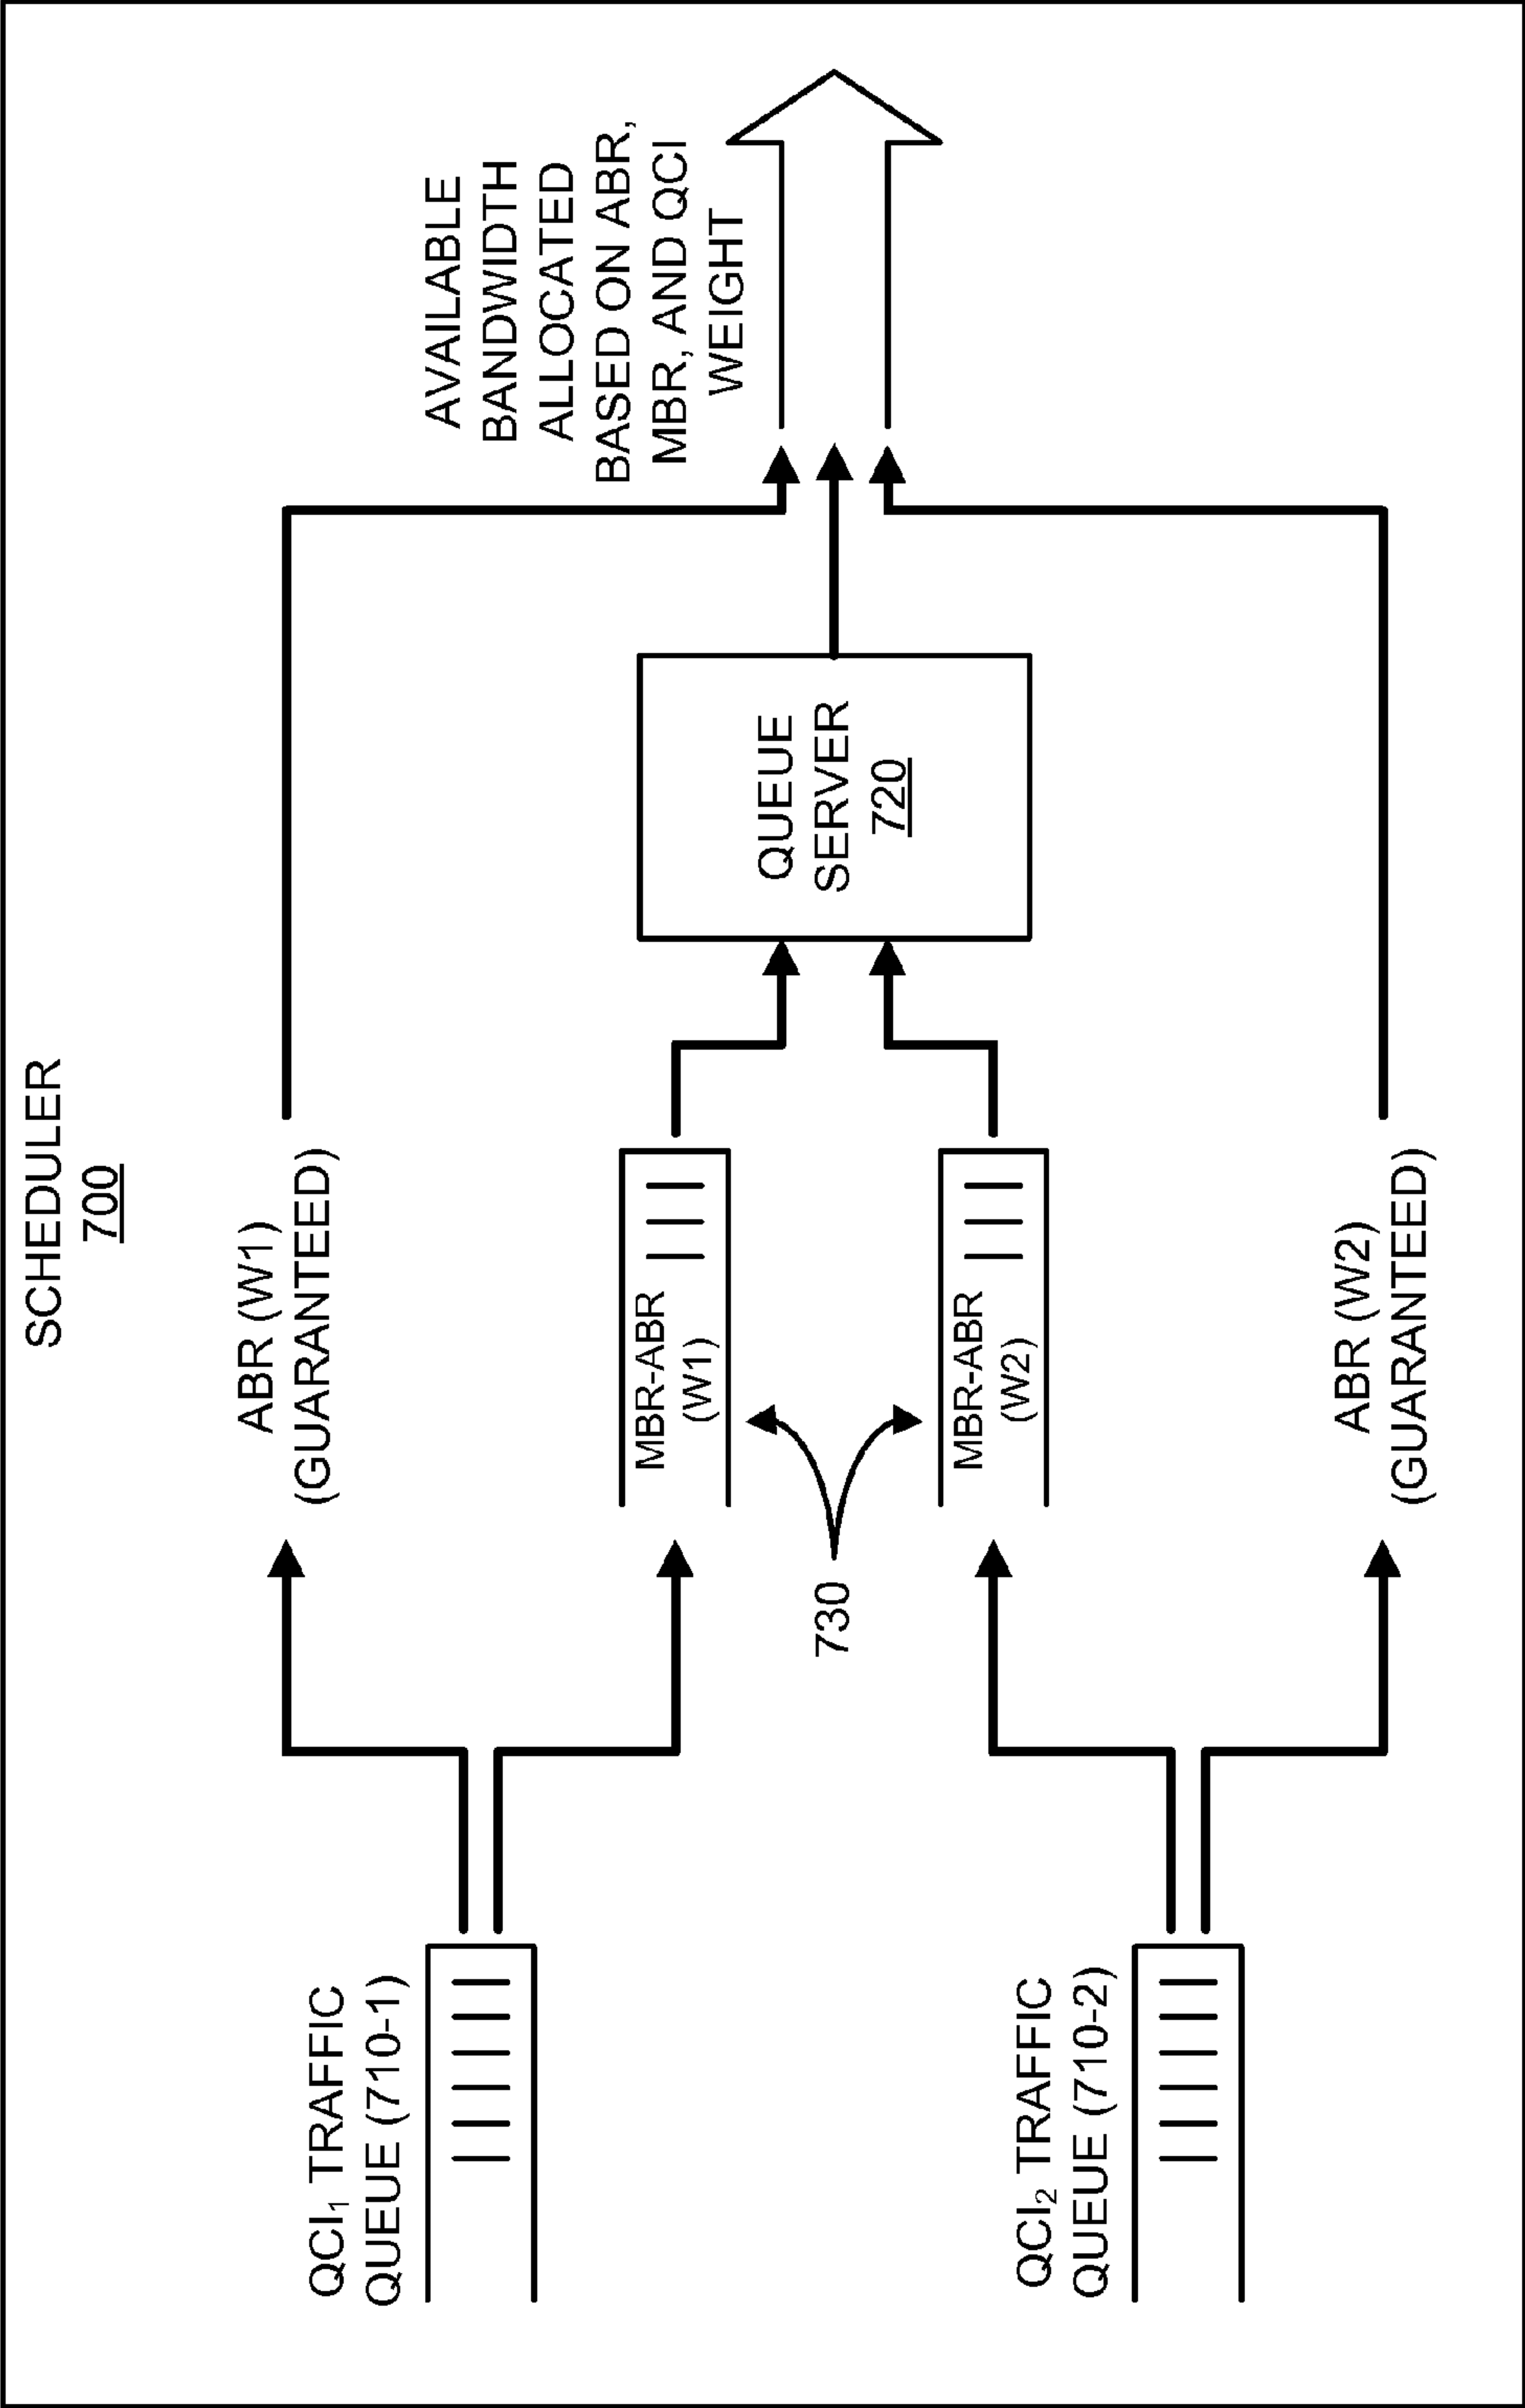 SCHEDULER
700
QCI1 TRAFFIC
QUEUE (710-1)
ABR (W1)
(GUARANTEED)
MBR-ABR
(W1)
730
MBR-ABR
(W2)
QCI2 TRAFFIC
QUEUE (710-2)
ABR (W2)
(GUARANTEED)
QUEUE
SERVER
720
AVAILABLE
BANDWIDTH
ALLOCATED
BASED ON ABR,
MBR, AND QCI
WEIGHT